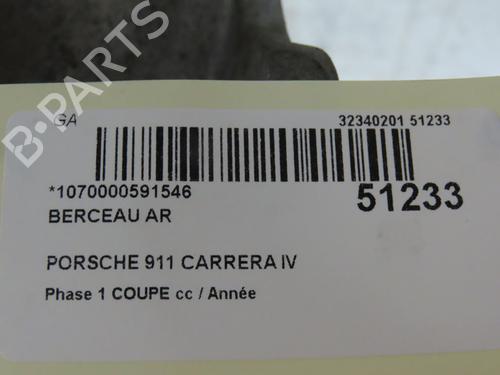 GA 32340201 51233
*1070000591546 51233
BERCEAU AR
PORSCHE 911 CARRERA IV
Phase 1 COUPE cc / Année
B-PARTS